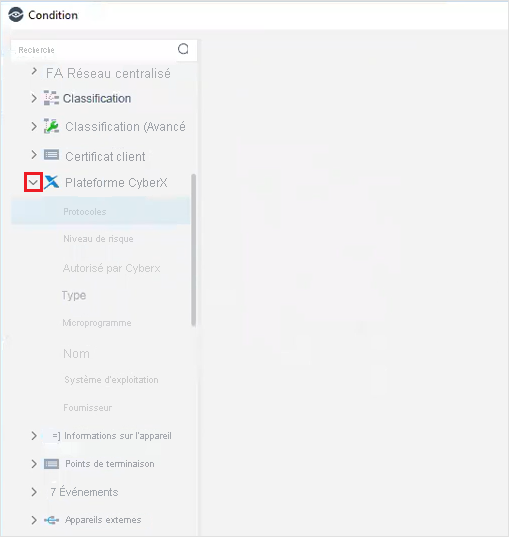 Condition
Recherche
FA Réseau centralisé
Classification
Classification (Avancé
Certificat client
Plateforme CyberX
Protocoles
Niveau de risque
Autorisé par Cyberx
Type
Microprogramme
Nom
Système d'exploitation
Fournisseur
=] Informations sur l'appareil
Points de terminaison
7 Événements
Appareils externes